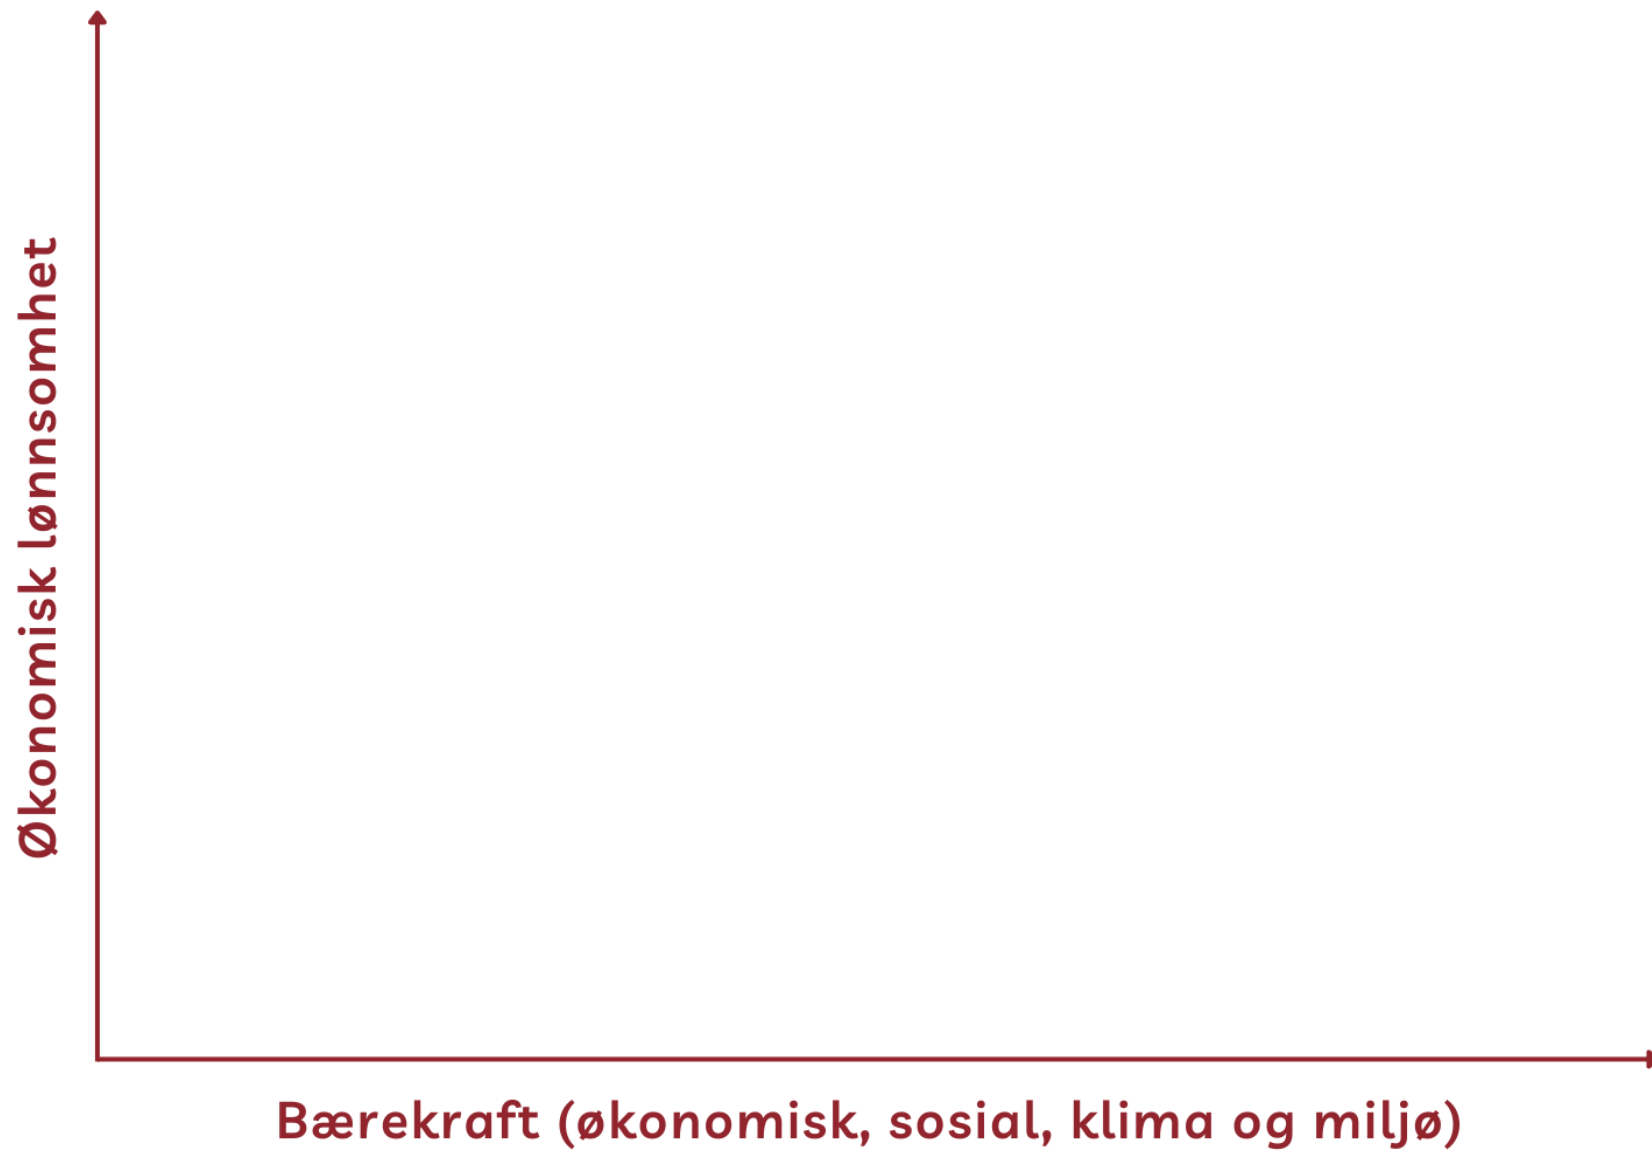 Økonomisk lønnsomhet
Bærekraft (økonomisk, sosial, klima og miljø)